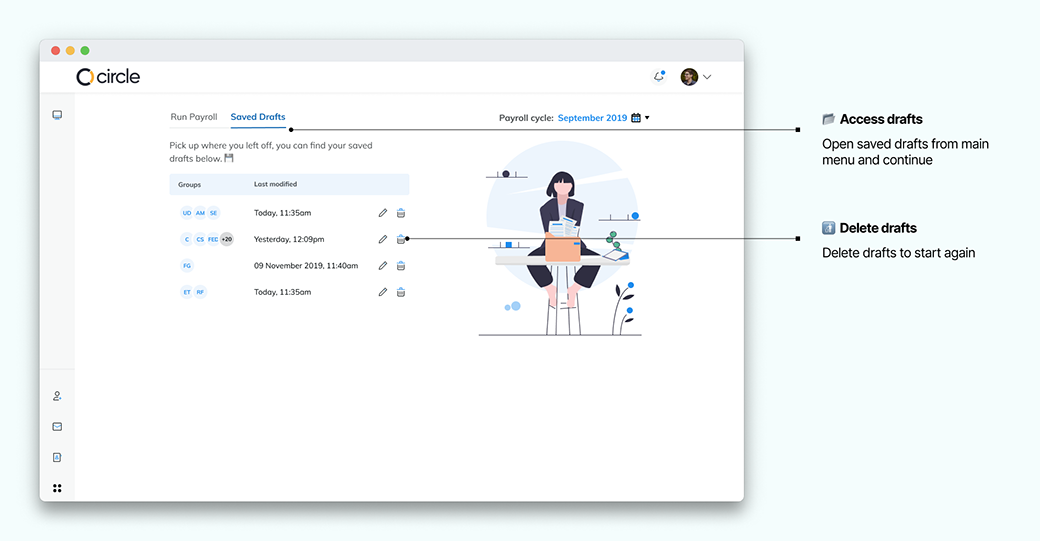 circle
Run Payroll Saved Drafts
Payroll cycle: September 2019
Pick up where you left off, you can find your saved
drafts below.
Groups Last modified
UD AM SE Today, 11:35am
C CS FED +20 Yesterday, 12:09pm
FG 09 November 2019, 11:40am
ET RF Today, 11:35am
Access drafts
Open saved drafts from main
menu and continue
Delete drafts
Delete drafts to start again